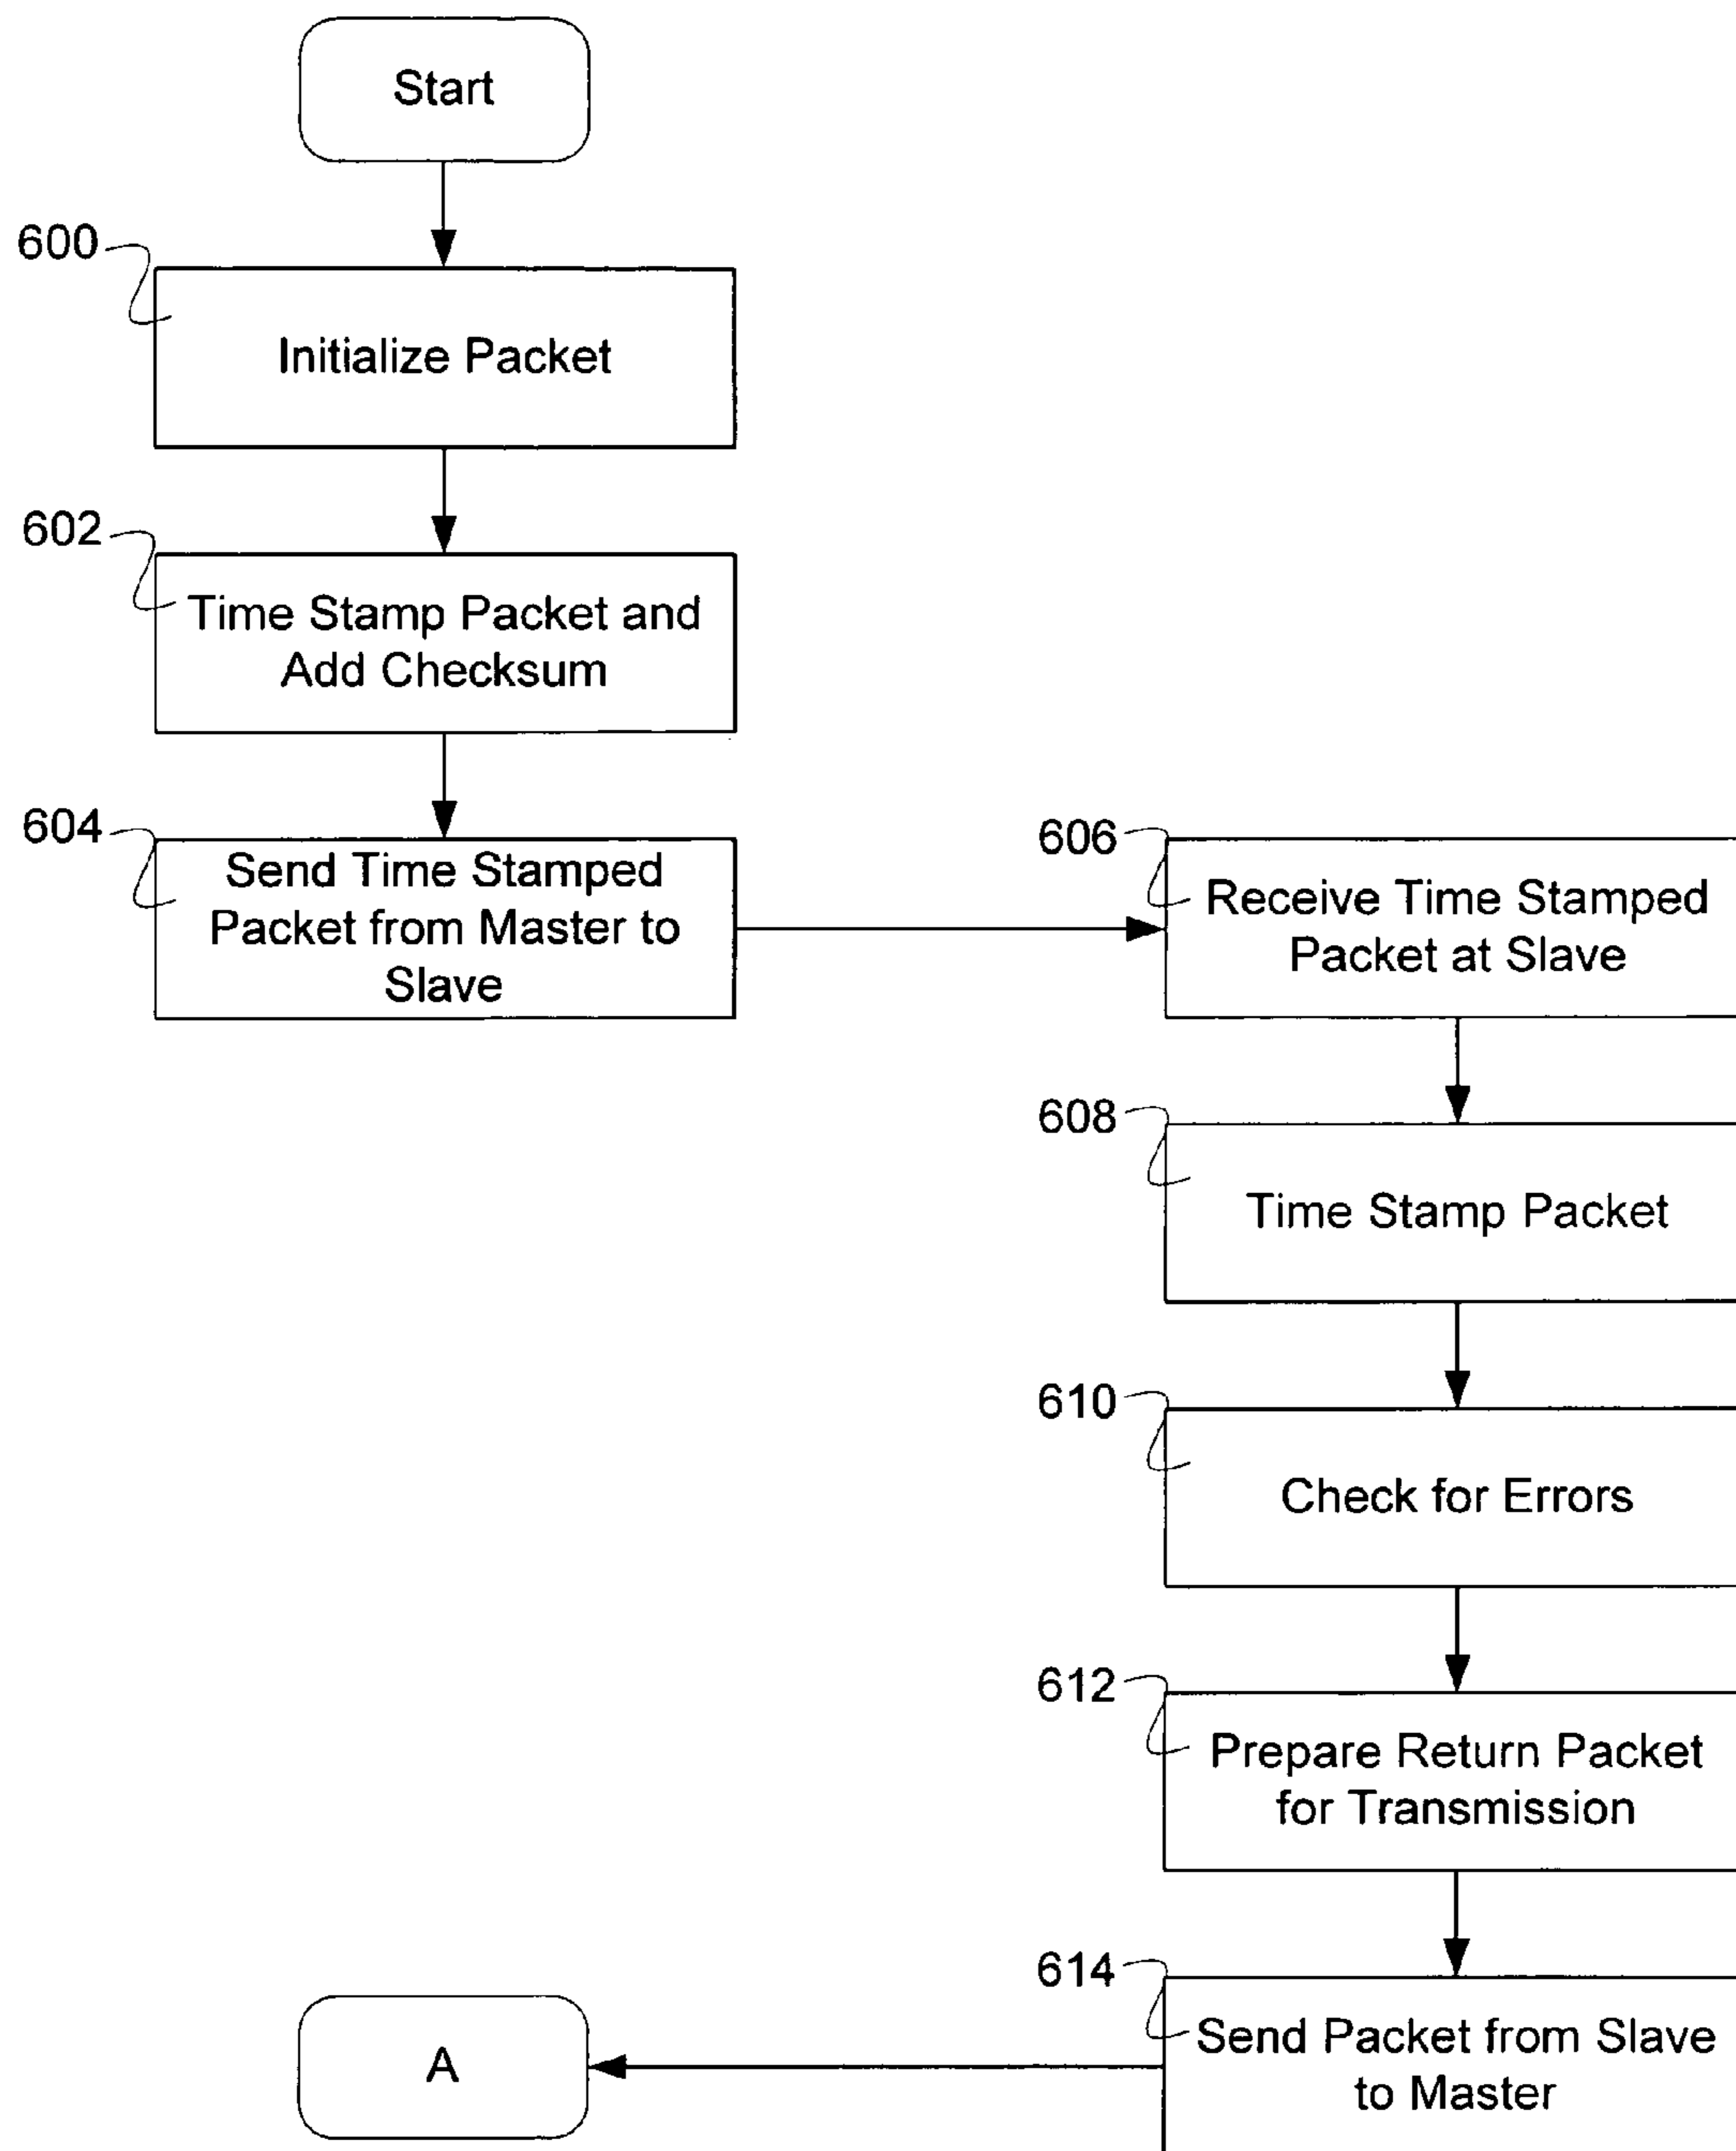 Start
600
Initialize Packet
602
Time Stamp Packet and
Add Checksum
604
Send Time Stamped
Packet from Master to
Slave
606
Receive Time Stamped
Packet at Slave
608
Time Stamp Packet
610
Check for Errors
612
Prepare Return Packet
for Transmission
614
Send Packet from Slave
to Master
A